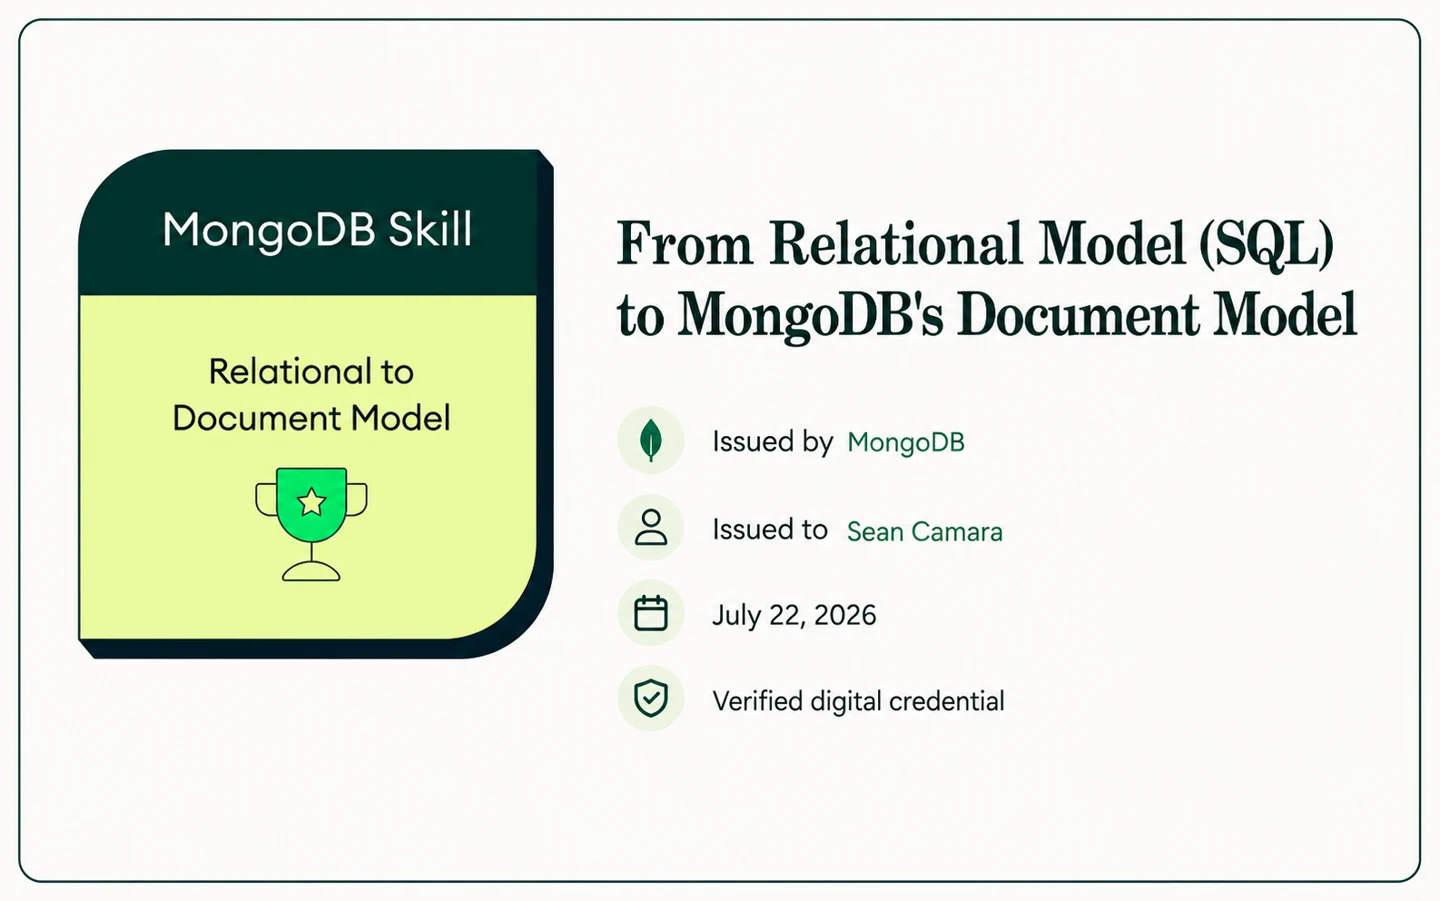 MongoDB Skill
Relational to
Document Model
From Relational Model (SQL)
to MongoDB's Document Model
Issued by MongoDB
Issued to Sean Camara
July 22, 2026
Verified digital credential